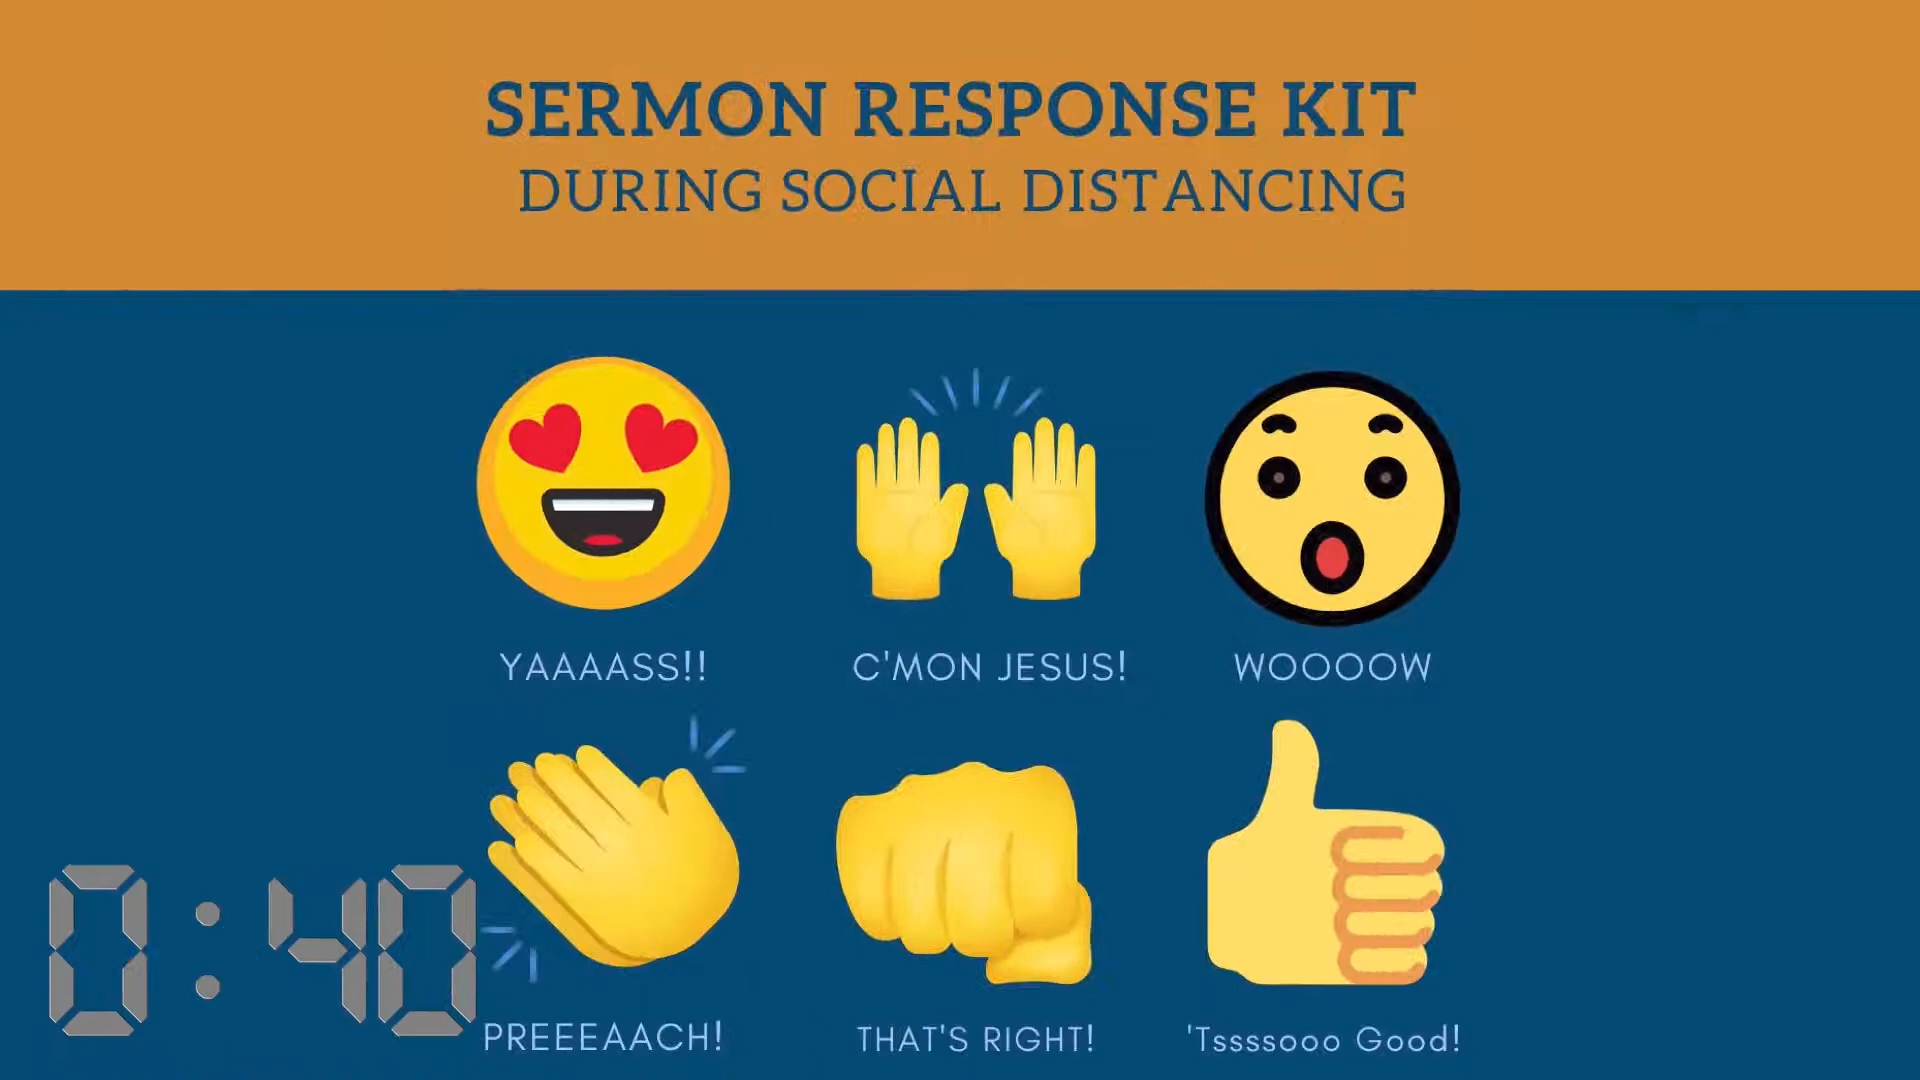 SERMON RESPONSE KIT
DURING SOCIAL DISTANCING
YAAAASS!!
C'MON JESUS!
WOOOOW
0:40
PREEEAACH!
THAT'S RIGHT!
'Tssssooo Good!